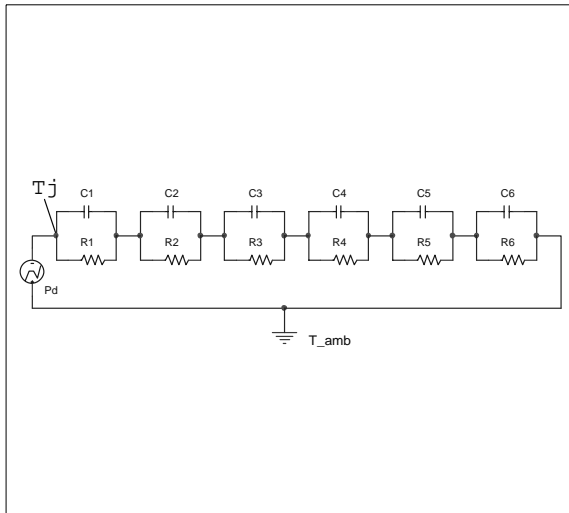 C1 C2 C3 C4 C5 C6
Tj
R1 R2 R3 R4 R5 R6
Pd
T_amb